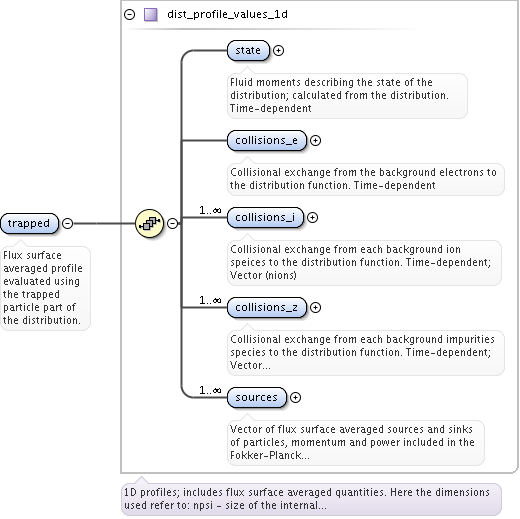 dist_profile_values_1d
state
Fluid moments describing the state of the
distribution; calculated from the distribution.
Time-dependent
collisions_e
Collisional exchange from the background electrons to
the distribution function. Time-dependent
1..∞
collisions_i
Collisional exchange from each background ion
speices to the distribution function. Time-dependent;
Vector (nions)
trapped
Flux surface
averaged profile
evaluated using
the trapped
particle part of
the distribution.
1..∞
collisions_z
Collisional exchange from each background impurities
species to the distribution function. Time-dependent;
Vector...
1..∞
sources
Vector of flux surface averaged sources and sinks
of particles, momentum and power included in the
Fokker-Planck...
1D profiles; includes flux surface averaged quantities. Here the dimensions
used refer to: npsi - size of the internal...